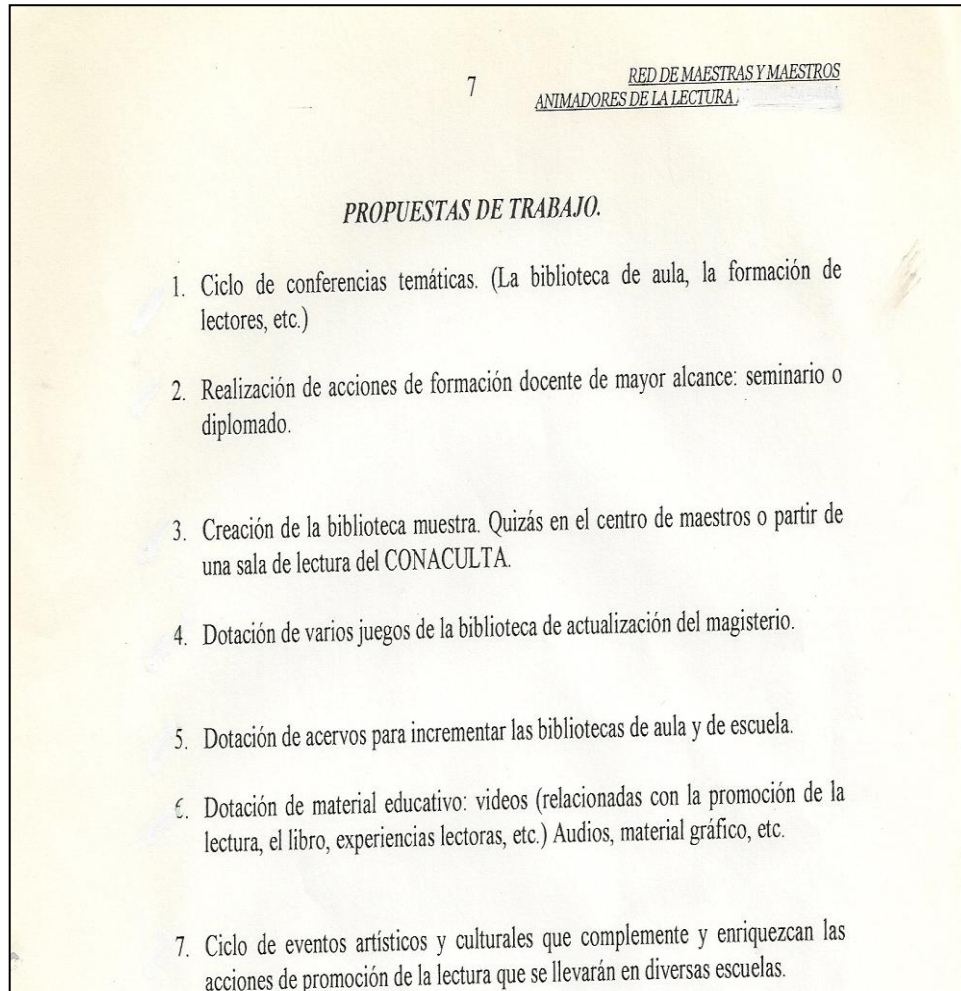 7
RED DE MAESTRAS Y MAESTROS
ANIMADORES DE LA LECTURA
PROPUESTAS DE TRABAJO.
1. Ciclo de conferencias temáticas. (La biblioteca de aula, la formación de
lectores, etc.)
2. Realización de acciones de formación docente de mayor alcance: seminario o
diplomado.
3. Creación de la biblioteca muestra. Quizás en el centro de maestros o partir de
una sala de lectura del CONACULTA.
4. Dotación de varios juegos de la biblioteca de actualización del magisterio.
5. Dotación de acervos para incrementar las bibliotecas de aula y de escuela.
6. Dotación de material educativo: videos (relacionadas con la promoción de la
lectura, el libro, experiencias lectoras, etc.) Audios, material gráfico, etc.
7. Ciclo de eventos artísticos y culturales que complemente y enriquezcan las
acciones de promoción de la lectura que se llevarán en diversas escuelas.